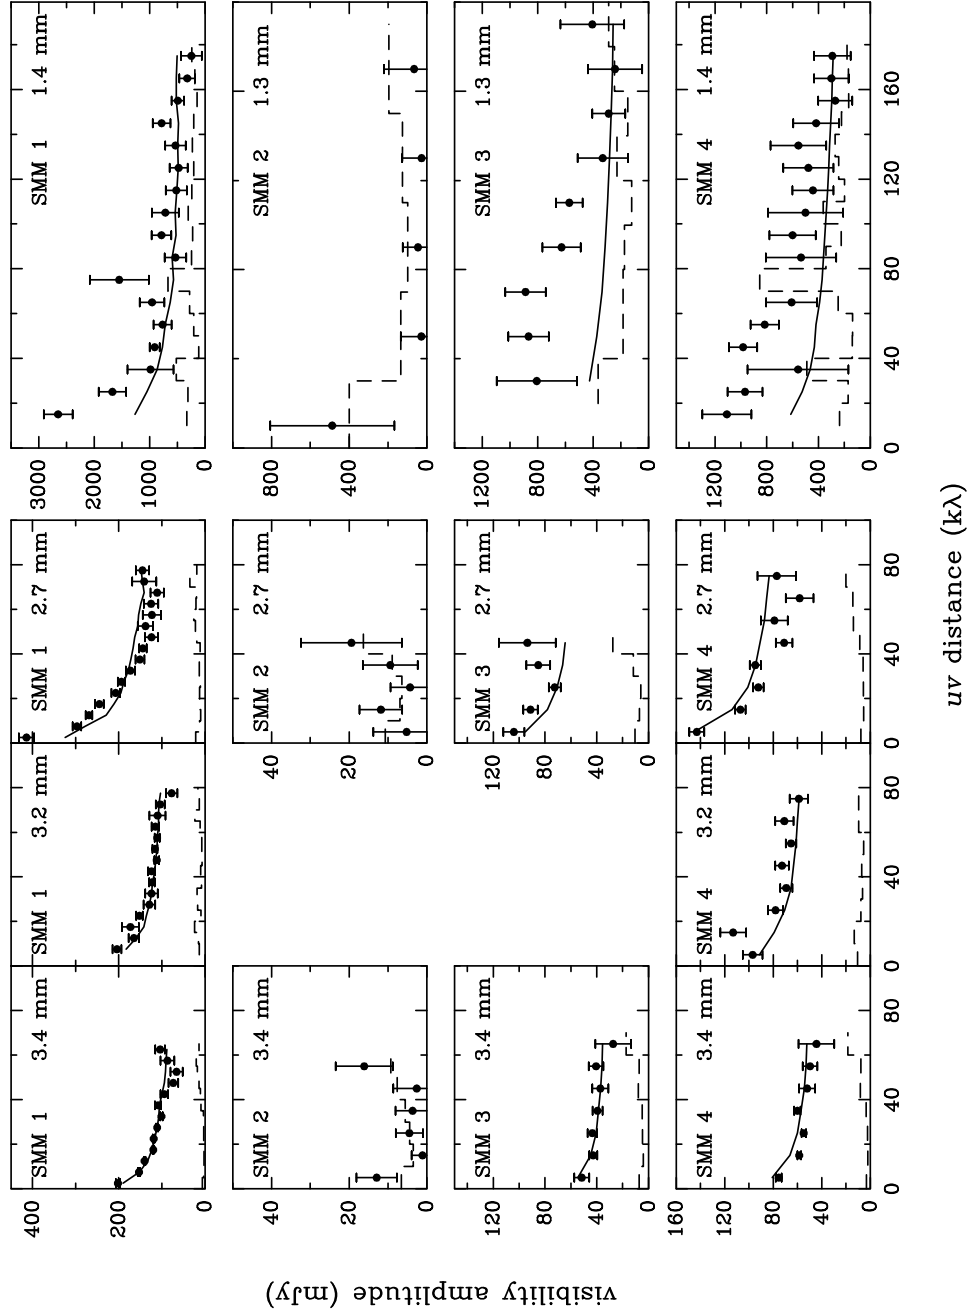 SMM 1 3.4 mm
SMM 1 3.2 mm
SMM 1 2.7 mm
SMM 1 1.4 mm
400
200
0
3000
2000
1000
0
SMM 2 3.4 mm
SMM 2 2.7 mm
SMM 2 1.3 mm
40
20
0
40
20
0
800
400
0
SMM 3 3.4 mm
SMM 3 2.7 mm
SMM 3 1.3 mm
120
80
40
0
120
80
40
0
1200
800
400
0
SMM 4 3.4 mm
SMM 4 3.2 mm
SMM 4 2.7 mm
SMM 4 1.4 mm
160
120
80
40
0
1200
800
400
0
0 40 80 0 40 80 0 40 80 0 40 80 120 160
visibility amplitude (mJy)
uv distance (kλ)